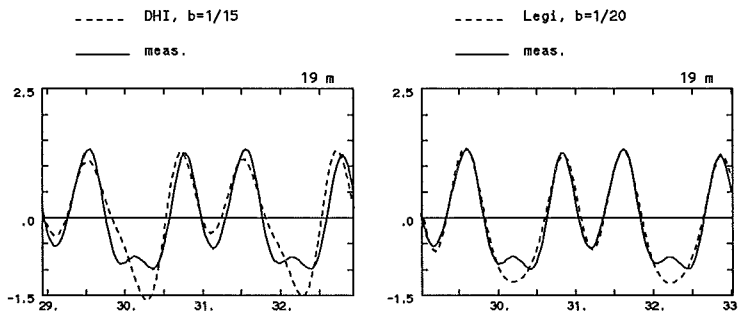 DHI, b=1/15
meas.
19 m
2.5
.0
-1.5
29. 30. 31. 32.
Legi, b=1/20
meas.
19 m
2.5
.0
-1.5
30. 31. 32. 33